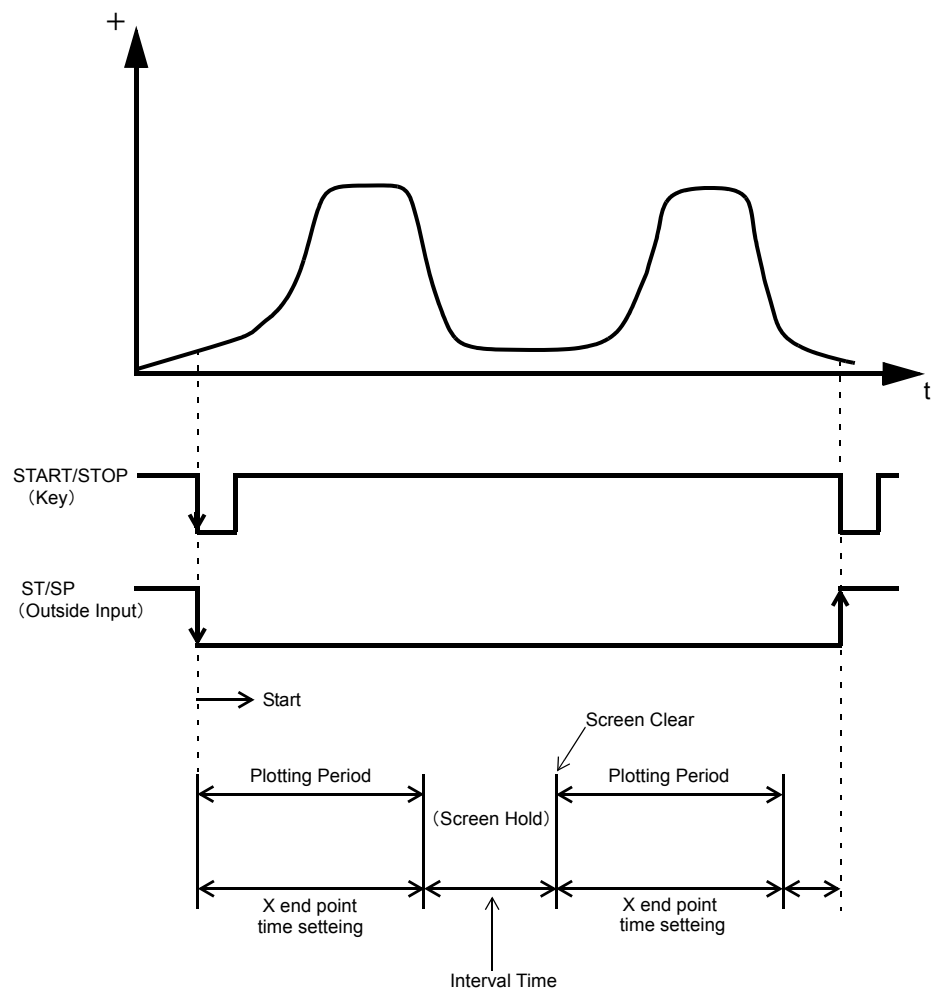 +
t
START/STOP
（Key）
ST/SP
（Outside Input）
Start
Screen Clear
Plotting Period
Plotting Period
（Screen Hold）
X end point
time setteing
X end point
time setteing
Interval Time